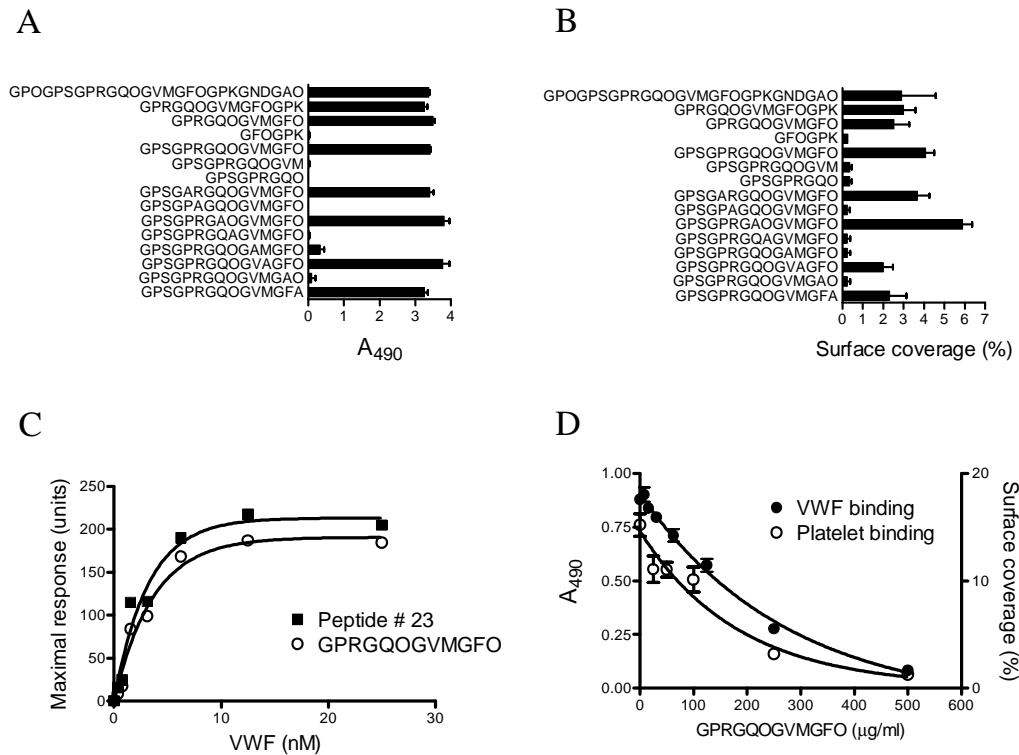 A
GPOGPSGPRGQOGVMGFOGPKGNDGAO
GPRGQOGVMGFOGPK
GPRGQOGVMGFO
GFOGPK
GPSGPRGQOGVMGFO
GPSGPRGQOGVM
GPSGPRGQO
GPSGARGQOGVMGFO
GPSGPAGQOGVMGFO
GPSGPRGAOGVMGFO
GPSGPRGQAGVMGFO
GPSGPRGQOGAMGFO
GPSGPRGQOGVAGFO
GPSGPRGQOGVMGAO
GPSGPRGQOGVMGFA
0 1 2 3 4
A490
B
GPOGPSGPRGQOGVMGFOGPKGNDGAO
GPRGQOGVMGFOGPK
GPRGQOGVMGFO
GFOGPK
GPSGPRGQOGVMGFO
GPSGPRGQOGVM
GPSGPRGQO
GPSGARGQOGVMGFO
GPSGPAGQOGVMGFO
GPSGPRGAOGVMGFO
GPSGPRGQAGVMGFO
GPSGPRGQOGAMGFO
GPSGPRGQOGVAGFO
GPSGPRGQOGVMGAO
GPSGPRGQOGVMGFA
0 1 2 3 4 5 6 7
Surface coverage (%)
C
Maximal response (units)
250
200
150
100
50
0
Peptide # 23
GPRGQOGVMGFO
0 10 20 30
VWF (nM)
D
A490
1.00
0.75
0.50
0.25
0.00
VWF binding
Platelet binding
20
10
0
Surface coverage (%)
0 100 200 300 400 500 600
GPRGQOGVMGFO (µg/ml)